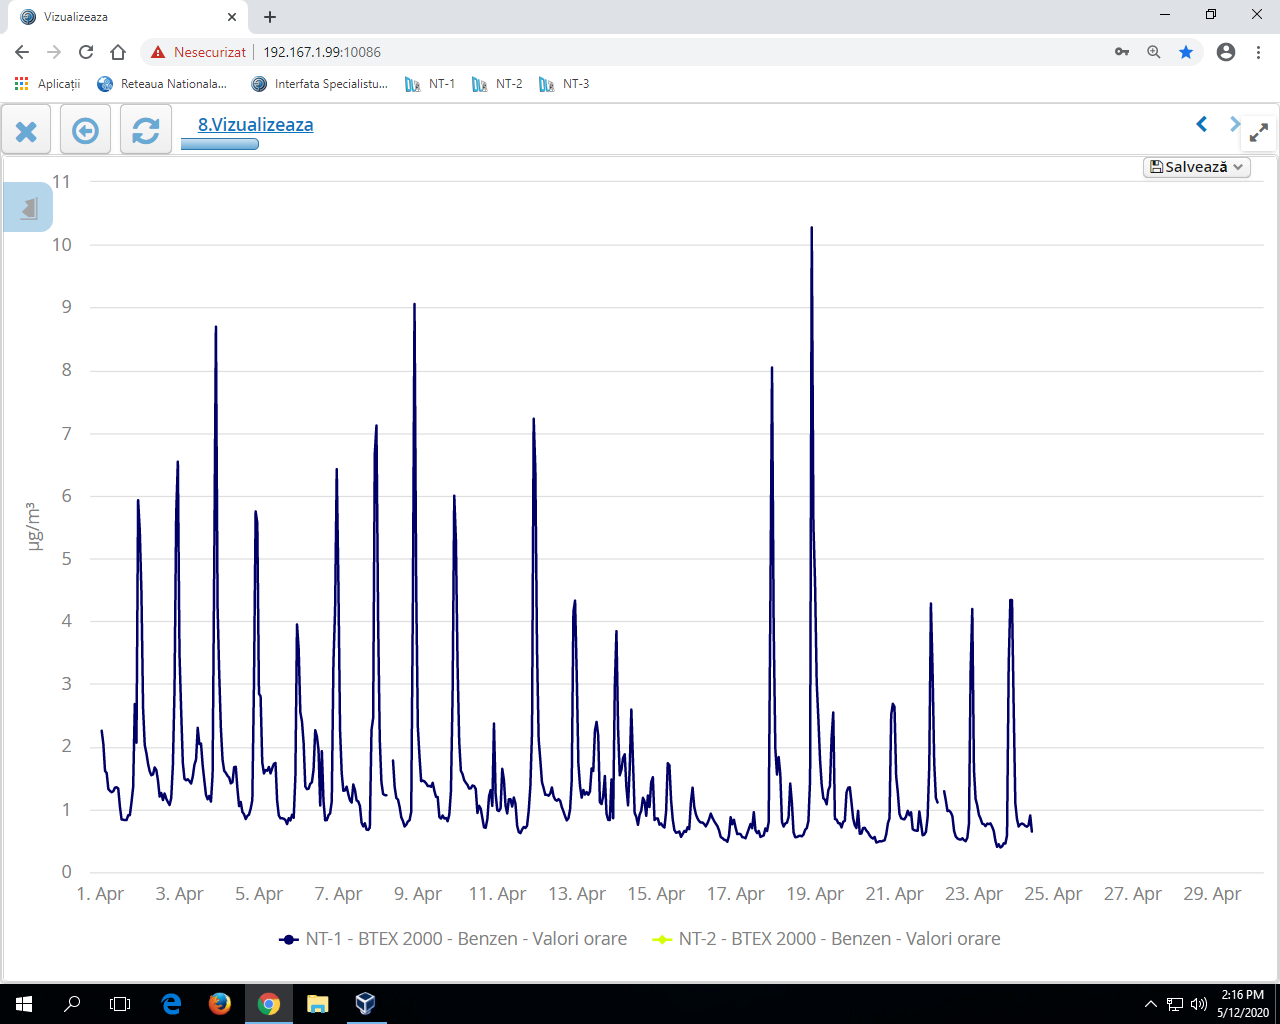 Vizualizeaza
Nesecurizat 192.167.1.99:10086
Aplicații Reteaua Nationala... Interfata Specialistu... NT-1 NT-2 NT-3
8.Vizualizeaza
Salvează
11
10
9
8
7
6
5
4
3
2
1
0
µg/m³
1. Apr 3. Apr 5. Apr 7. Apr 9. Apr 11. Apr 13. Apr 15. Apr 17. Apr 19. Apr 21. Apr 23. Apr 25. Apr 27. Apr 29. Apr
NT-1 - BTEX 2000 - Benzen - Valori orare NT-2 - BTEX 2000 - Benzen - Valori orare
2:16 PM
5/12/2020